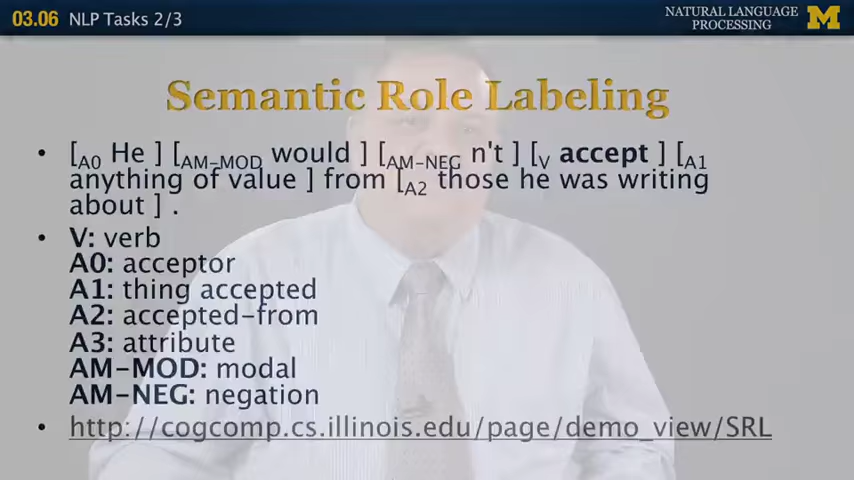 03.06 NLP Tasks 2/3
NATURAL LANGUAGE
PROCESSING
M
Semantic Role Labeling
• [A0 He ] [AM-MOD would ] [AM-NEG n't ] [V accept ] [A1
anything of value ] from [A2 those he was writing
about ] .
• V: verb
A0: acceptor
A1: thing accepted
A2: accepted-from
A3: attribute
AM-MOD: modal
AM-NEG: negation
• http://cogcomp.cs.illinois.edu/page/demo_view/SRL